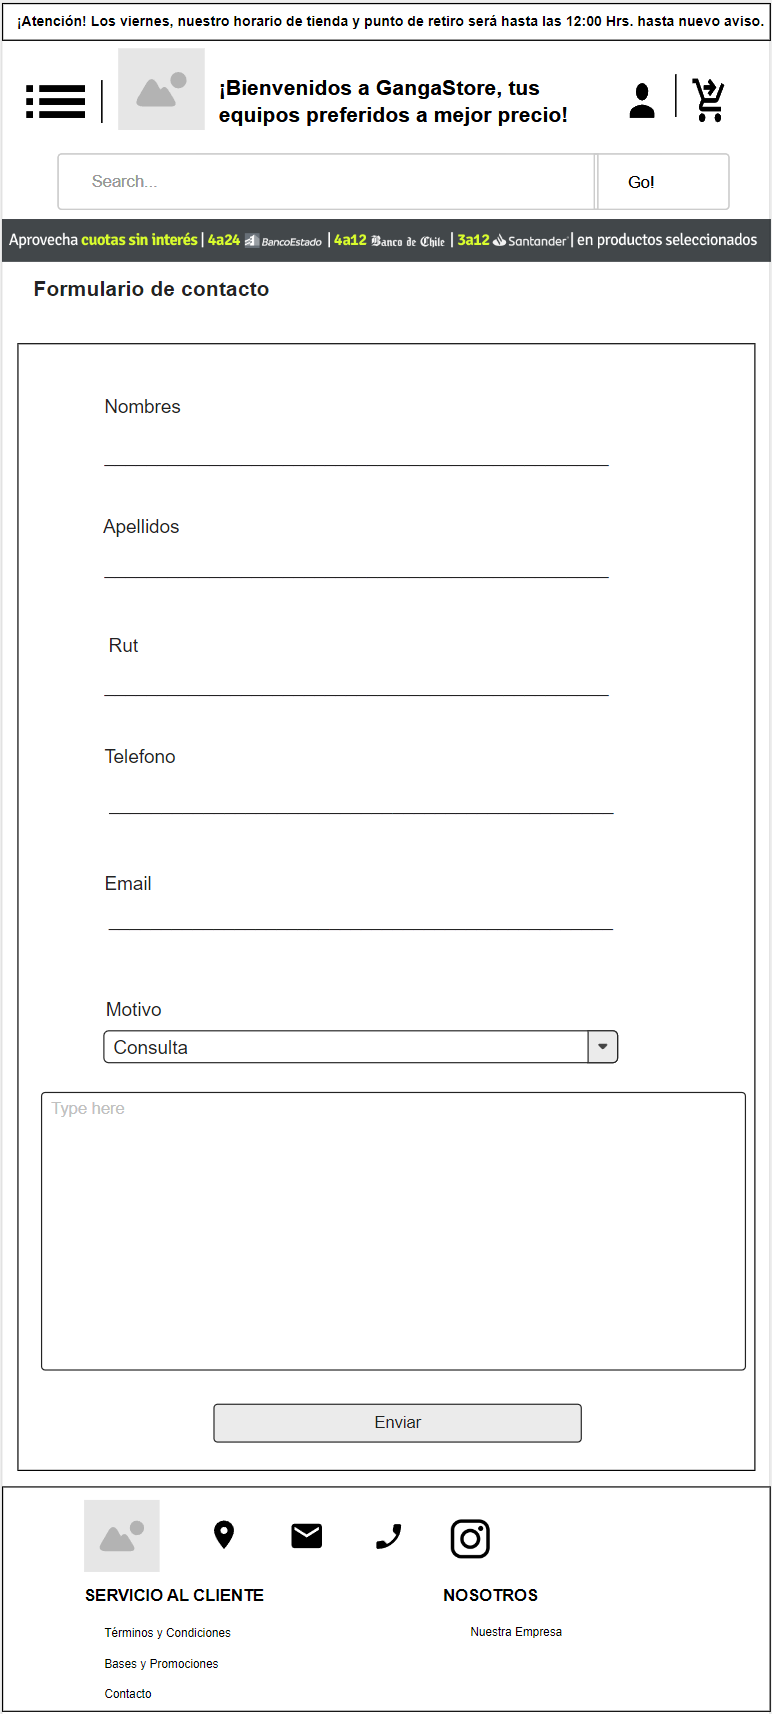 ¡Atención! Los viernes, nuestro horario de tienda y punto de retiro será hasta las 12:00 Hrs. hasta nuevo aviso.
¡Bienvenidos a GangaStore, tus
equipos preferidos a mejor precio!
Search...
Go!
Aprovecha cuotas sin interés | 4a24 BancoEstado | 4a12 Banco de Chile | 3a12 Santander | en productos seleccionados
Formulario de contacto
Nombres
Apellidos
Rut
Telefono
Email
Motivo
Consulta
Type here
Enviar
SERVICIO AL CLIENTE
Términos y Condiciones
Bases y Promociones
Contacto
NOSOTROS
Nuestra Empresa